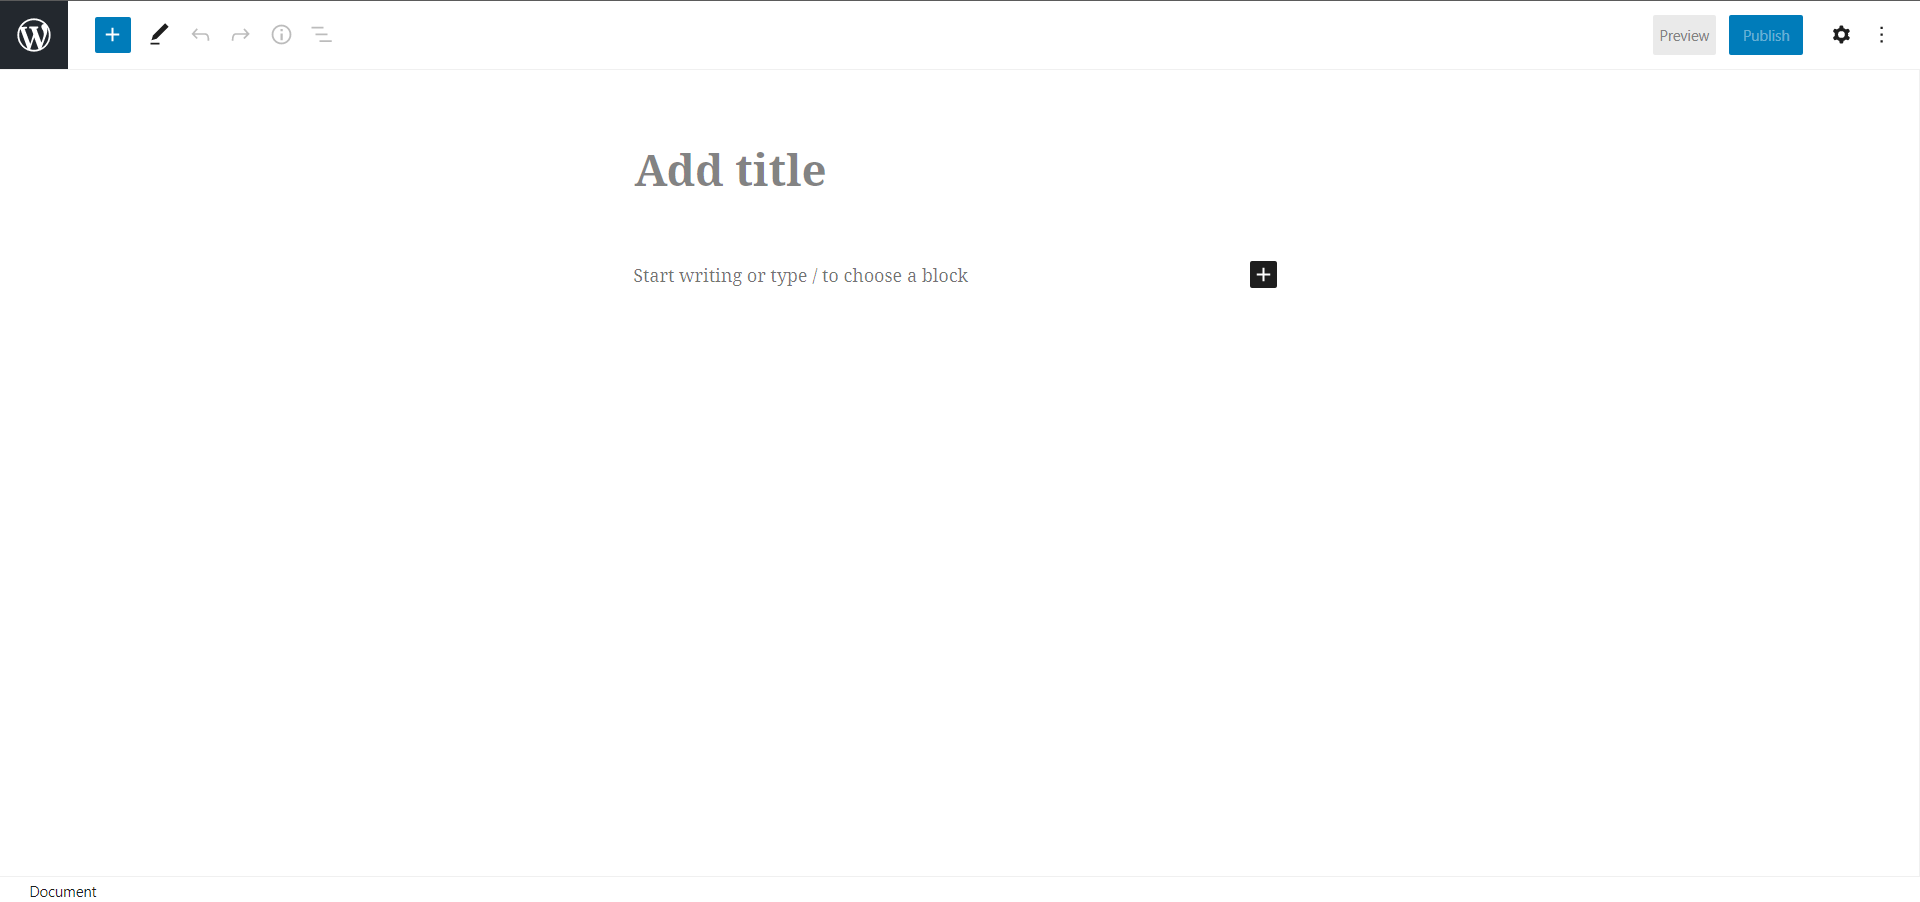 Preview
Publish
Add title
Start writing or type / to choose a block
Document